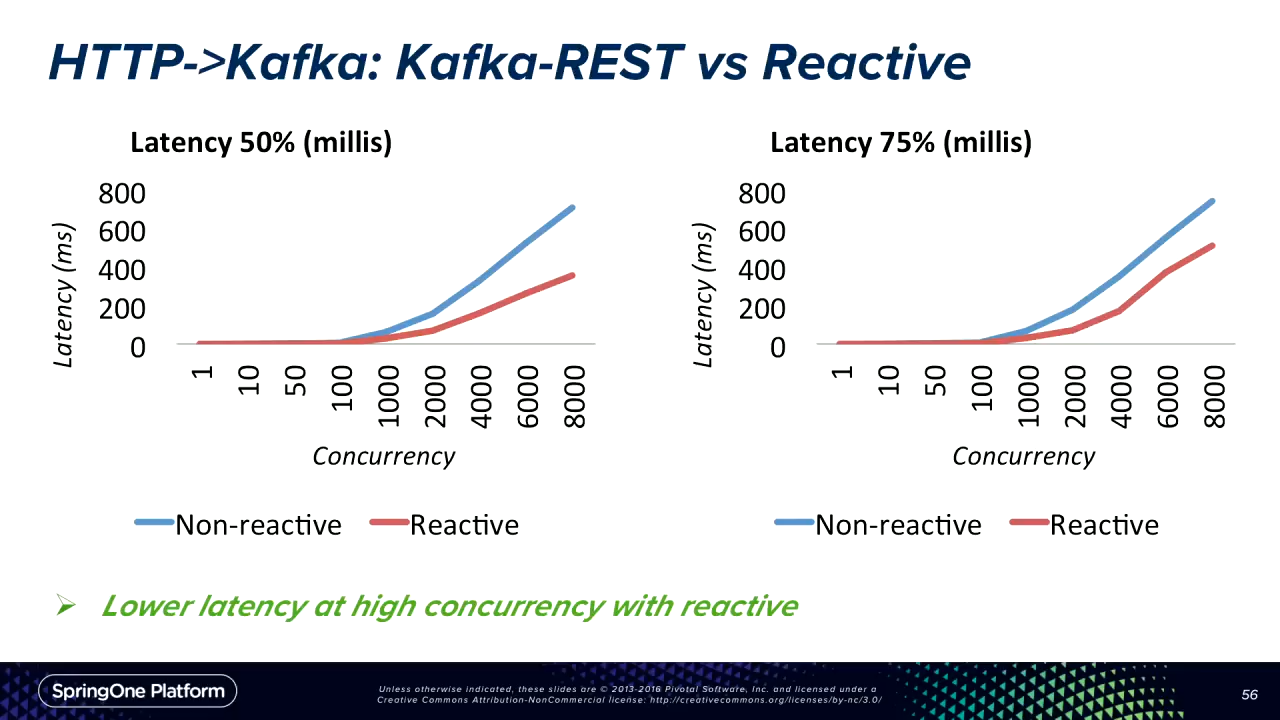 HTTP->Kafka: Kafka-REST vs Reactive
Latency 50% (millis)
Latency (ms)
800
600
400
200
0
1
10
50
100
1000
2000
4000
6000
8000
Concurrency
Non-reactive
Reactive
Latency 75% (millis)
Latency (ms)
800
600
400
200
0
1
10
50
100
1000
2000
4000
6000
8000
Concurrency
Non-reactive
Reactive
➢ Lower latency at high concurrency with reactive
SpringOne Platform
Unless otherwise indicated, these slides are © 2013-2016 Pivotal Software, Inc. and licensed under a
Creative Commons Attribution-NonCommercial license: http://creativecommons.org/licenses/by-nc/3.0/
56